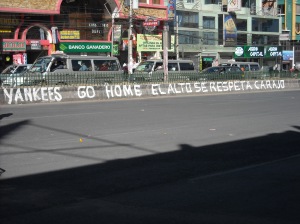 BANCO GANADERO
YANKEES GO HOME EL ALTO SE RESPETA CARAJO